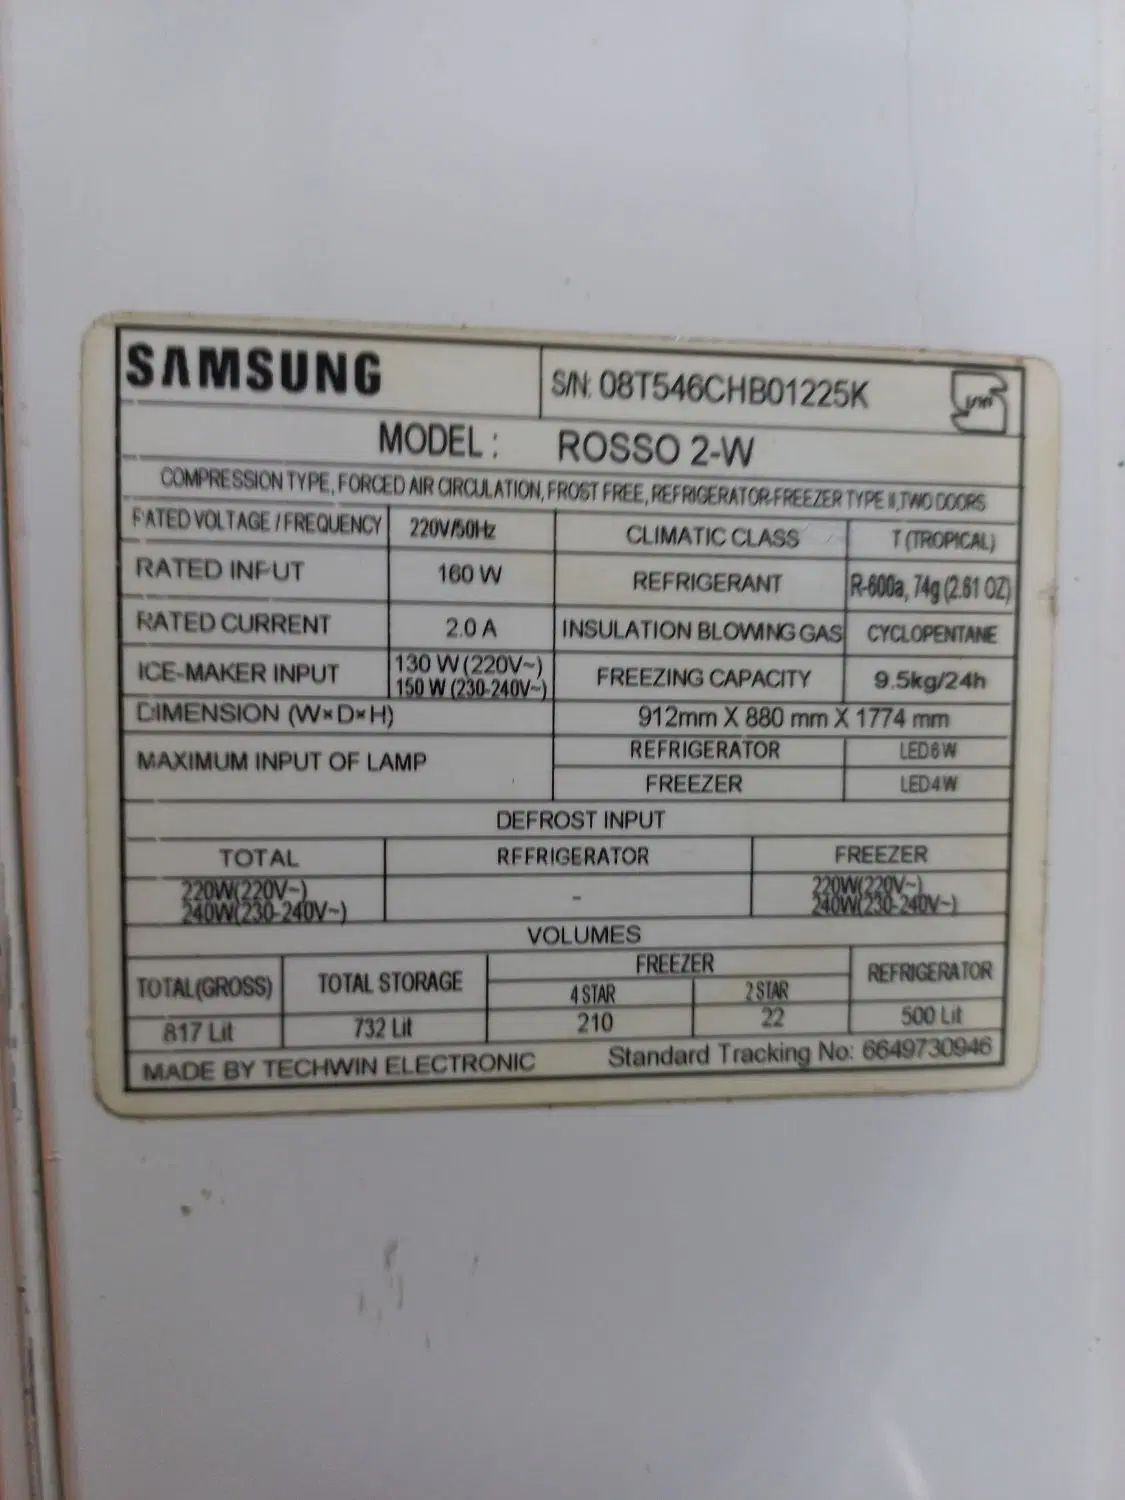 SAMSUNG S/N: 08T546CHB01225K
MODEL : ROSSO 2-W
COMPRESSION TYPE, FORCED AIR CIRCULATION, FROST FREE, REFRIGERATOR-FREEZER TYPE II, TWO DOORS
RATED VOLTAGE / FREQUENCY 220V/50Hz CLIMATIC CLASS T (TROPICAL)
RATED INPUT 160 W REFRIGERANT R-600a, 74g (2.61 OZ)
RATED CURRENT 2.0 A INSULATION BLOWING GAS CYCLOPENTANE
ICE-MAKER INPUT 130 W (220V~) FREEZING CAPACITY 9.5kg/24h
150 W (230-240V~)
DIMENSION (W×D×H) 912mm X 880 mm X 1774 mm
MAXIMUM INPUT OF LAMP REFRIGERATOR LED 6 W
FREEZER LED 4 W
DEFROST INPUT
TOTAL REFRIGERATOR FREEZER
220W(220V~) - 220W(220V~)
240W(230-240V~) 240W(230-240V~)
VOLUMES
TOTAL(GROSS) TOTAL STORAGE FREEZER REFRIGERATOR
4 STAR 2 STAR
817 Lit 732 Lit 210 22 500 Lit
MADE BY TECHWIN ELECTRONIC Standard Tracking No: 6649730946